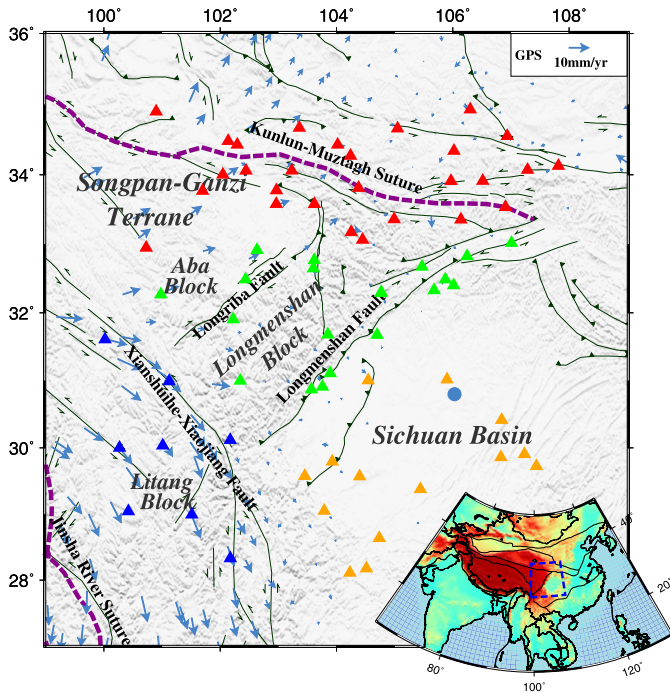 100° 102° 104° 106° 108°
36°
GPS
10mm/yr
Kunlun-Muztagh Suture
34°
Songpan-Ganzi
Terrane
Aba
Block
Longriba Fault
32°
Longmenshan
Block
Longmenshan Fault
Xianshuihe-Xiaojiang Fault
Sichuan Basin
30°
Litang
Block
Jinsha River Suture
28°
40°
20°
80°
100°
120°